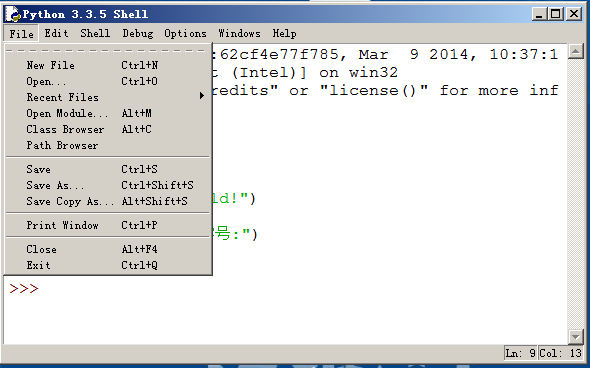 Python 3.3.5 Shell
File Edit Shell Debug Options Windows Help
:62cf4e77f785, Mar  9 2014, 10:37:1
New File Ctrl+N
t (Intel)] on win32
Open... Ctrl+O
redits" or "license()" for more inf
Recent Files
Open Module... Alt+M
Class Browser Alt+C
Path Browser
Save Ctrl+S
Save As... Ctrl+Shift+S
Save Copy As... Alt+Shift+S
ld!")
Print Window Ctrl+P
号:")
Close Alt+F4
Exit Ctrl+Q
>>>
Ln: 9 Col: 13